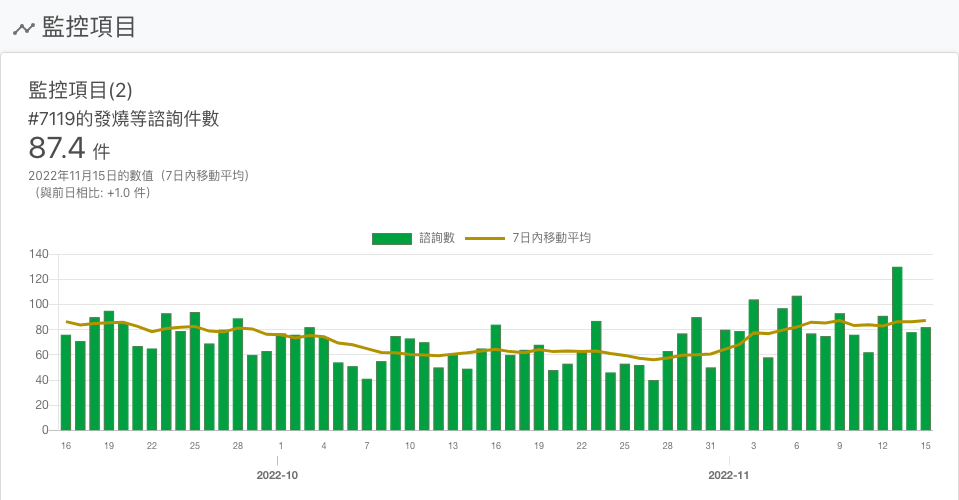 監控項目
監控項目(2)
#7119的發燒等諮詢件數
87.4 件
2022年11月15日的數值（7日內移動平均）
（與前日相比: +1.0 件）
諮詢數 7日內移動平均
140
120
100
80
60
40
20
0
16 19 22 25 28 1 4 7 10 13 16 19 22 25 28 31 3 6 9 12 15
2022-10 2022-11